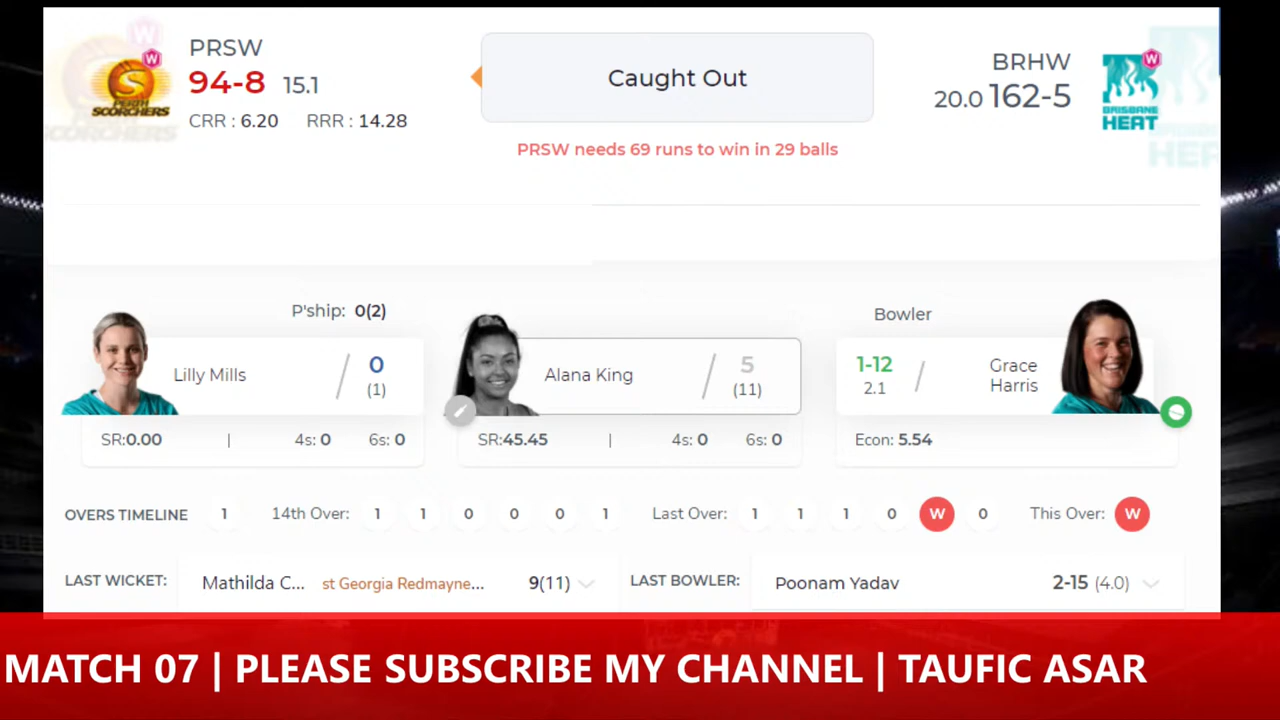 PRSW
94-8 15.1
CRR : 6.20 RRR : 14.28
Caught Out
PRSW needs 69 runs to win in 29 balls
BRHW
20.0 162-5
W
PERTH
SCORCHERS
W
BRISBANE
HEAT
P'ship: 0(2)
Lilly Mills
0
(1)
SR:0.00 | 4s: 0 6s: 0
Alana King
5
(11)
SR:45.45 | 4s: 0 6s: 0
Bowler
1-12
2.1
Grace
Harris
Econ: 5.54
OVERS TIMELINE 1 14th Over: 1 1 0 0 0 1 Last Over: 1 1 1 0 W 0 This Over: W
LAST WICKET: Mathilda C... st Georgia Redmayne... 9(11) LAST BOWLER: Poonam Yadav 2-15 (4.0)
MATCH 07 | PLEASE SUBSCRIBE MY CHANNEL | TAUFIC ASAR